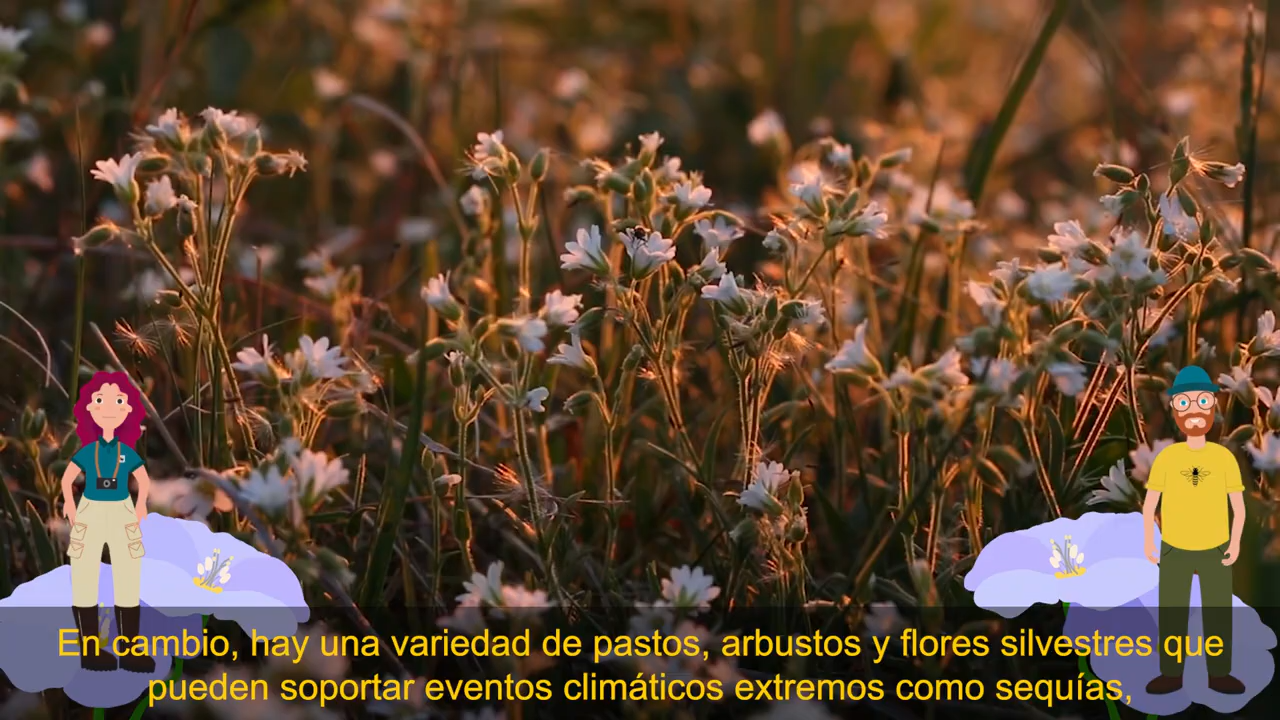 En cambio, hay una variedad de pastos, arbustos y flores silvestres que
pueden soportar eventos climáticos extremos como sequías,